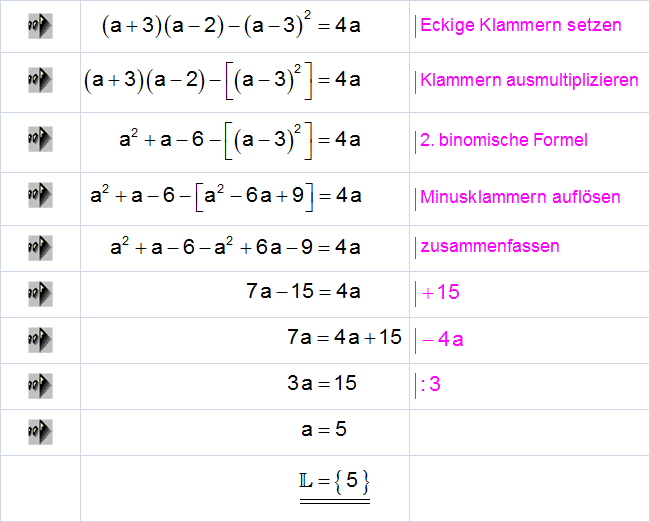 (a+3)(a−2)−(a−3)²=4a |Eckige Klammern setzen
(a+3)(a−2)−[(a−3)²]=4a |Klammern ausmultiplizieren
a²+a−6−[(a−3)²]=4a |2. binomische Formel
a²+a−6−[a²−6a+9]=4a |Minusklammern auflösen
a²+a−6−a²+6a−9=4a |zusammenfassen
7a−15=4a |+15
7a=4a+15 |−4a
3a=15 |:3
a=5
𝕃={5}